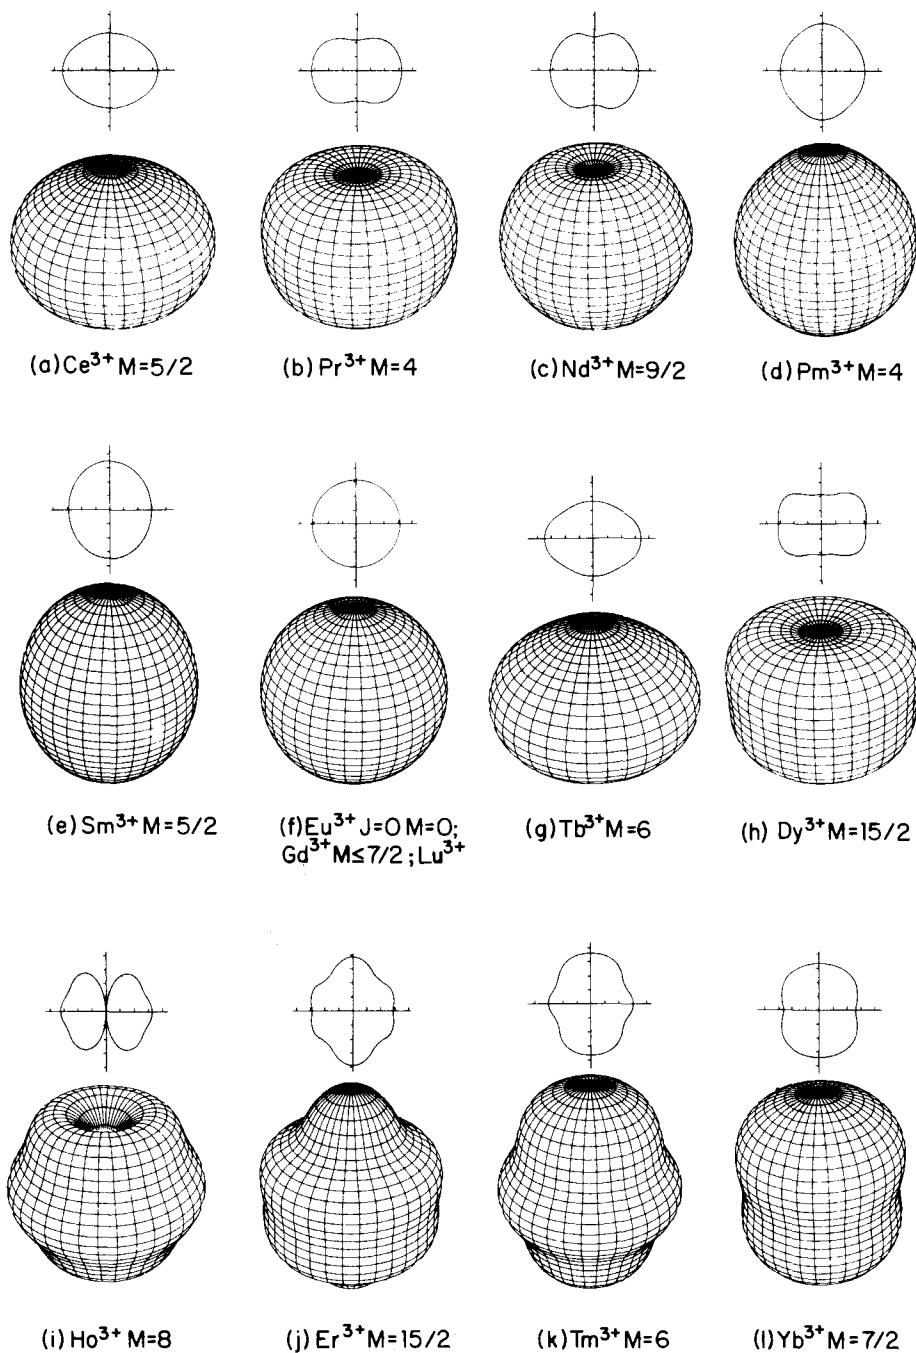 (a) Ce³⁺ M=5/2
(b) Pr³⁺ M=4
(c) Nd³⁺ M=9/2
(d) Pm³⁺ M=4
(e) Sm³⁺ M=5/2
(f) Eu³⁺ J=0 M=0;
Gd³⁺ M≤7/2; Lu³⁺
(g) Tb³⁺ M=6
(h) Dy³⁺ M=15/2
(i) Ho³⁺ M=8
(j) Er³⁺ M=15/2
(k) Tm³⁺ M=6
(l) Yb³⁺ M=7/2